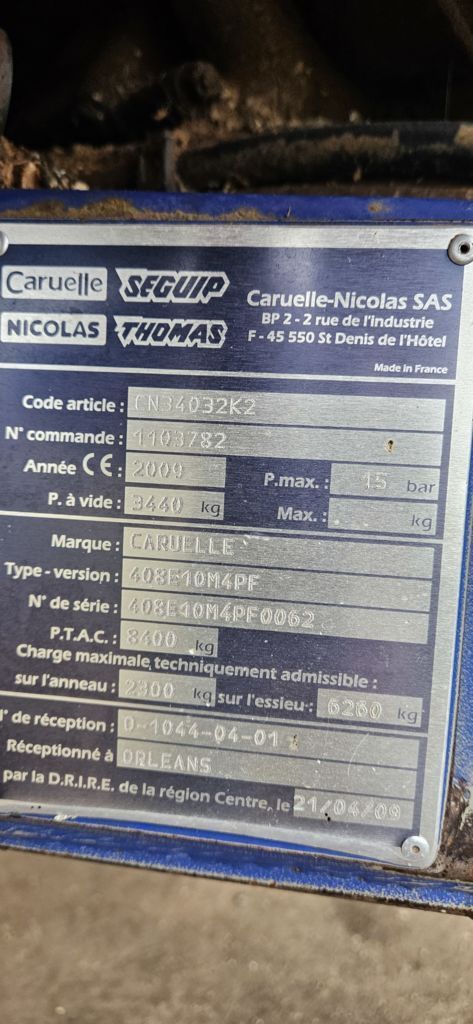 Caruelle SEGUIP
NICOLAS THOMAS
Caruelle-Nicolas SAS
BP 2 - 2 rue de l'industrie
F - 45 550 St Denis de l'Hôtel
Made in France
Code article : CN34032K2
N° commande : 1103782
Année CE : 2009 P.max. : 15 bar
P. à vide : 3440 kg Max. : kg
Marque : CARUELLE
Type - version : 408E10M4PF
N° de série : 408E10M4PF0062
P.T.A.C. : 8400 kg
Charge maximale techniquement admissible :
sur l'anneau : 2300 kg sur l'essieu : 6260 kg
N° de réception : D-1044-04-01
Réceptionné à ORLEANS
par la D.R.I.R.E. de la région Centre, le 21/04/09